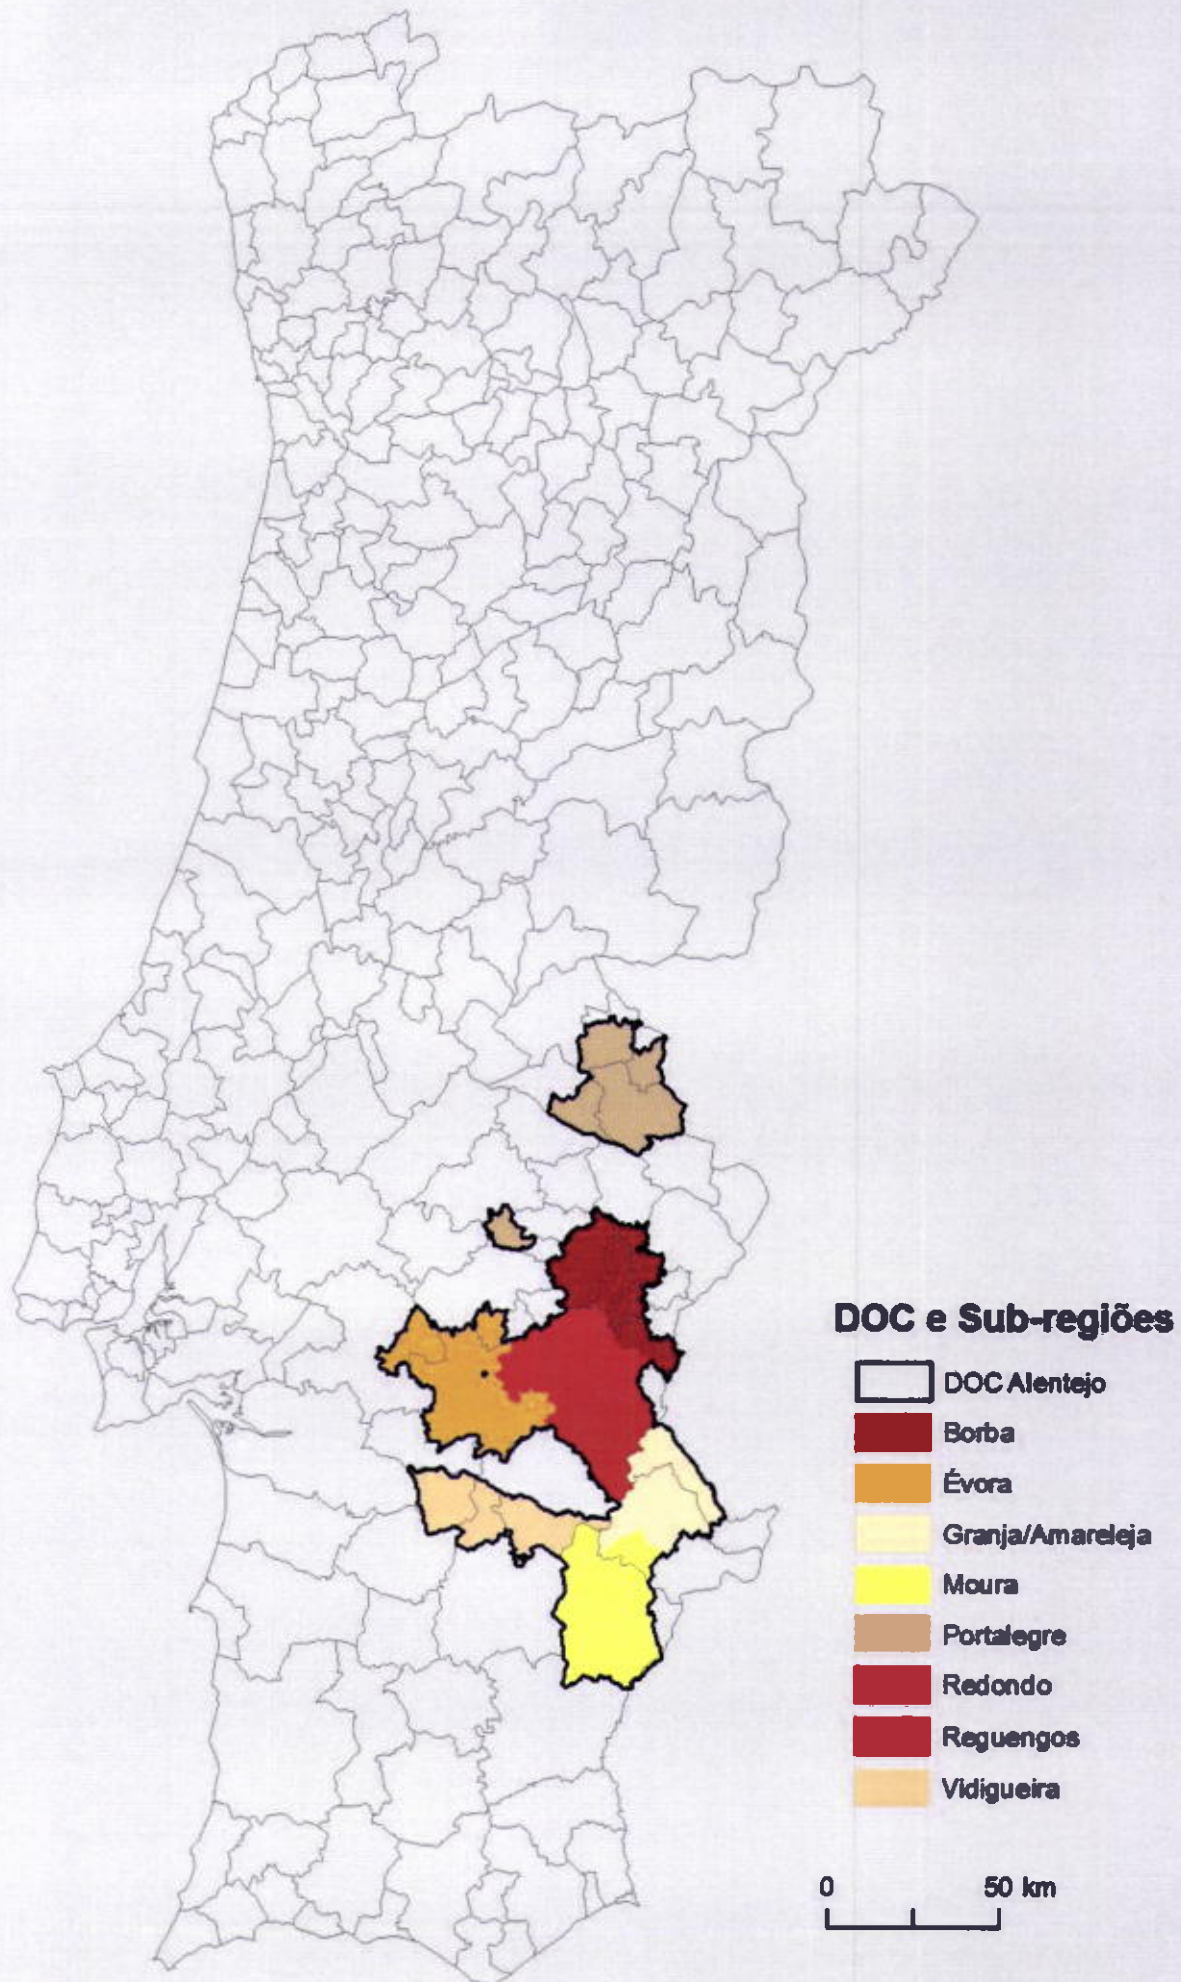 DOC e Sub-regiões
DOC Alentejo
Borba
Évora
Granja/Amareleja
Moura
Portalegre
Redondo
Reguengos
Vidigueira
0 50 km